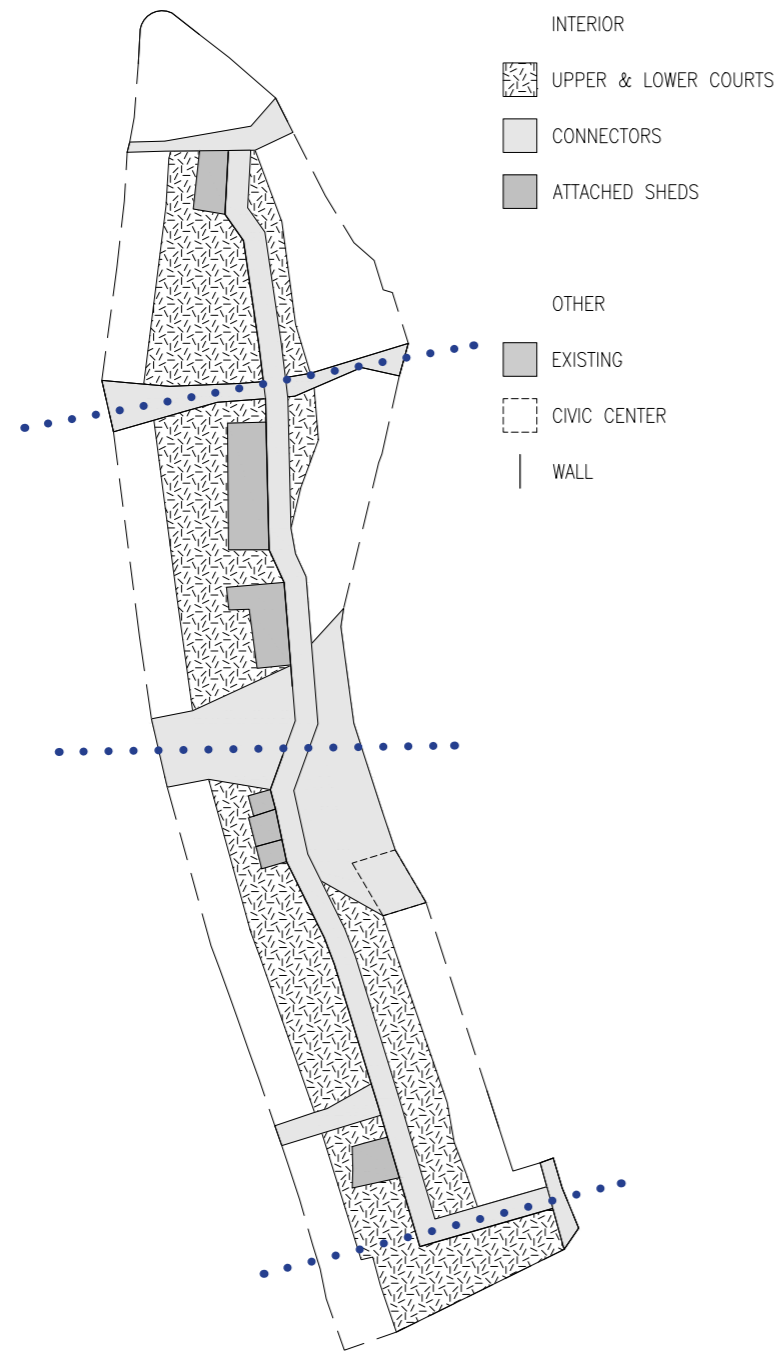 INTERIOR
UPPER & LOWER COURTS
CONNECTORS
ATTACHED SHEDS
OTHER
EXISTING
CIVIC CENTER
WALL